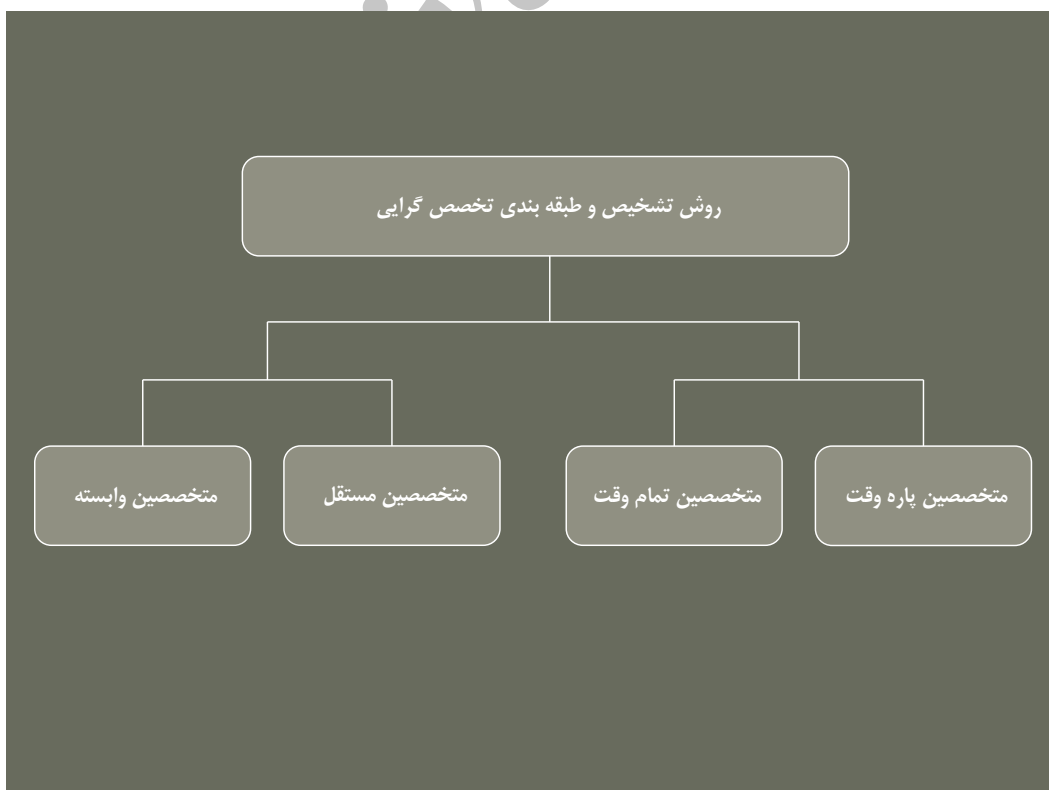 روش تشخیص و طبقه بندی تخصص گرایی
متخصصین پاره وقت
متخصصین تمام وقت
متخصصین مستقل
متخصصین وابسته